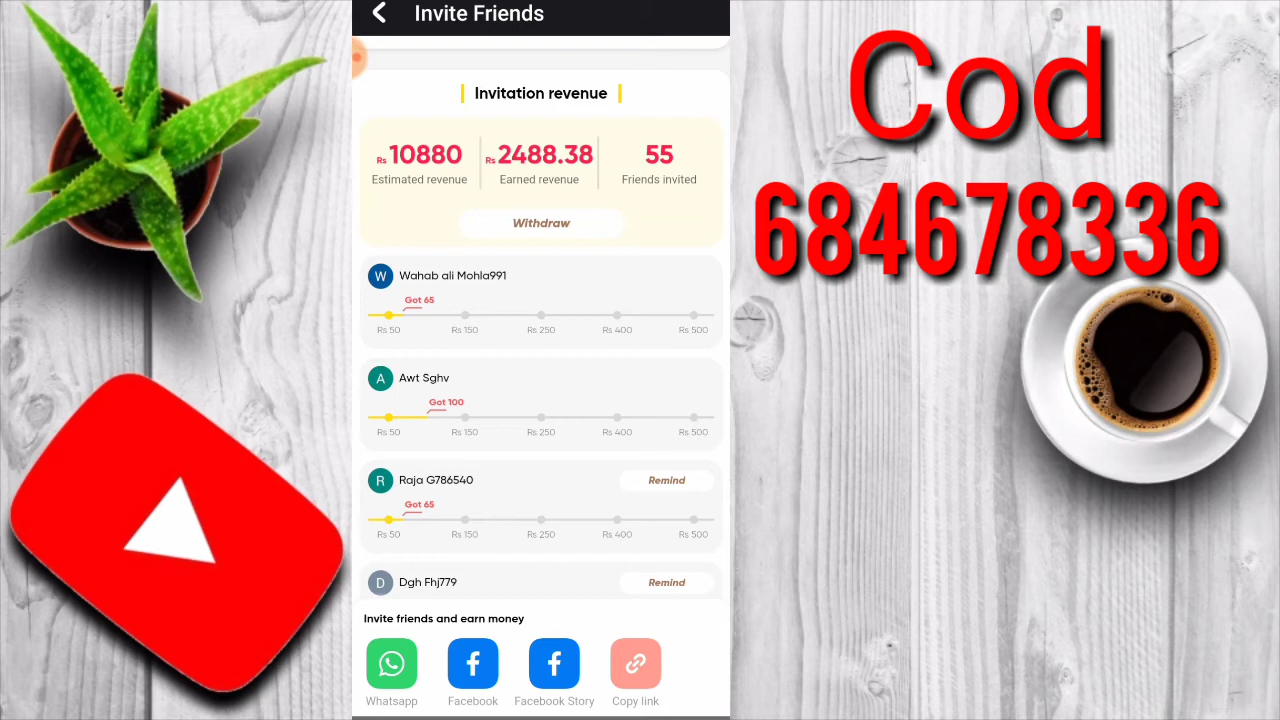 Invite Friends
Invitation revenue
Rs 10880
Rs 2488.38
55
Estimated revenue
Earned revenue
Friends invited
Withdraw
W
Wahab ali Mohla991
Got 65
Rs 50
Rs 150
Rs 250
Rs 400
Rs 500
A
Awt Sghv
Got 100
Rs 50
Rs 150
Rs 250
Rs 400
Rs 500
R
Raja G786540
Remind
Got 65
Rs 50
Rs 150
Rs 250
Rs 400
Rs 500
D
Dgh Fhj779
Remind
Invite friends and earn money
Whatsapp
Facebook
Facebook Story
Copy link
Cod
684678336